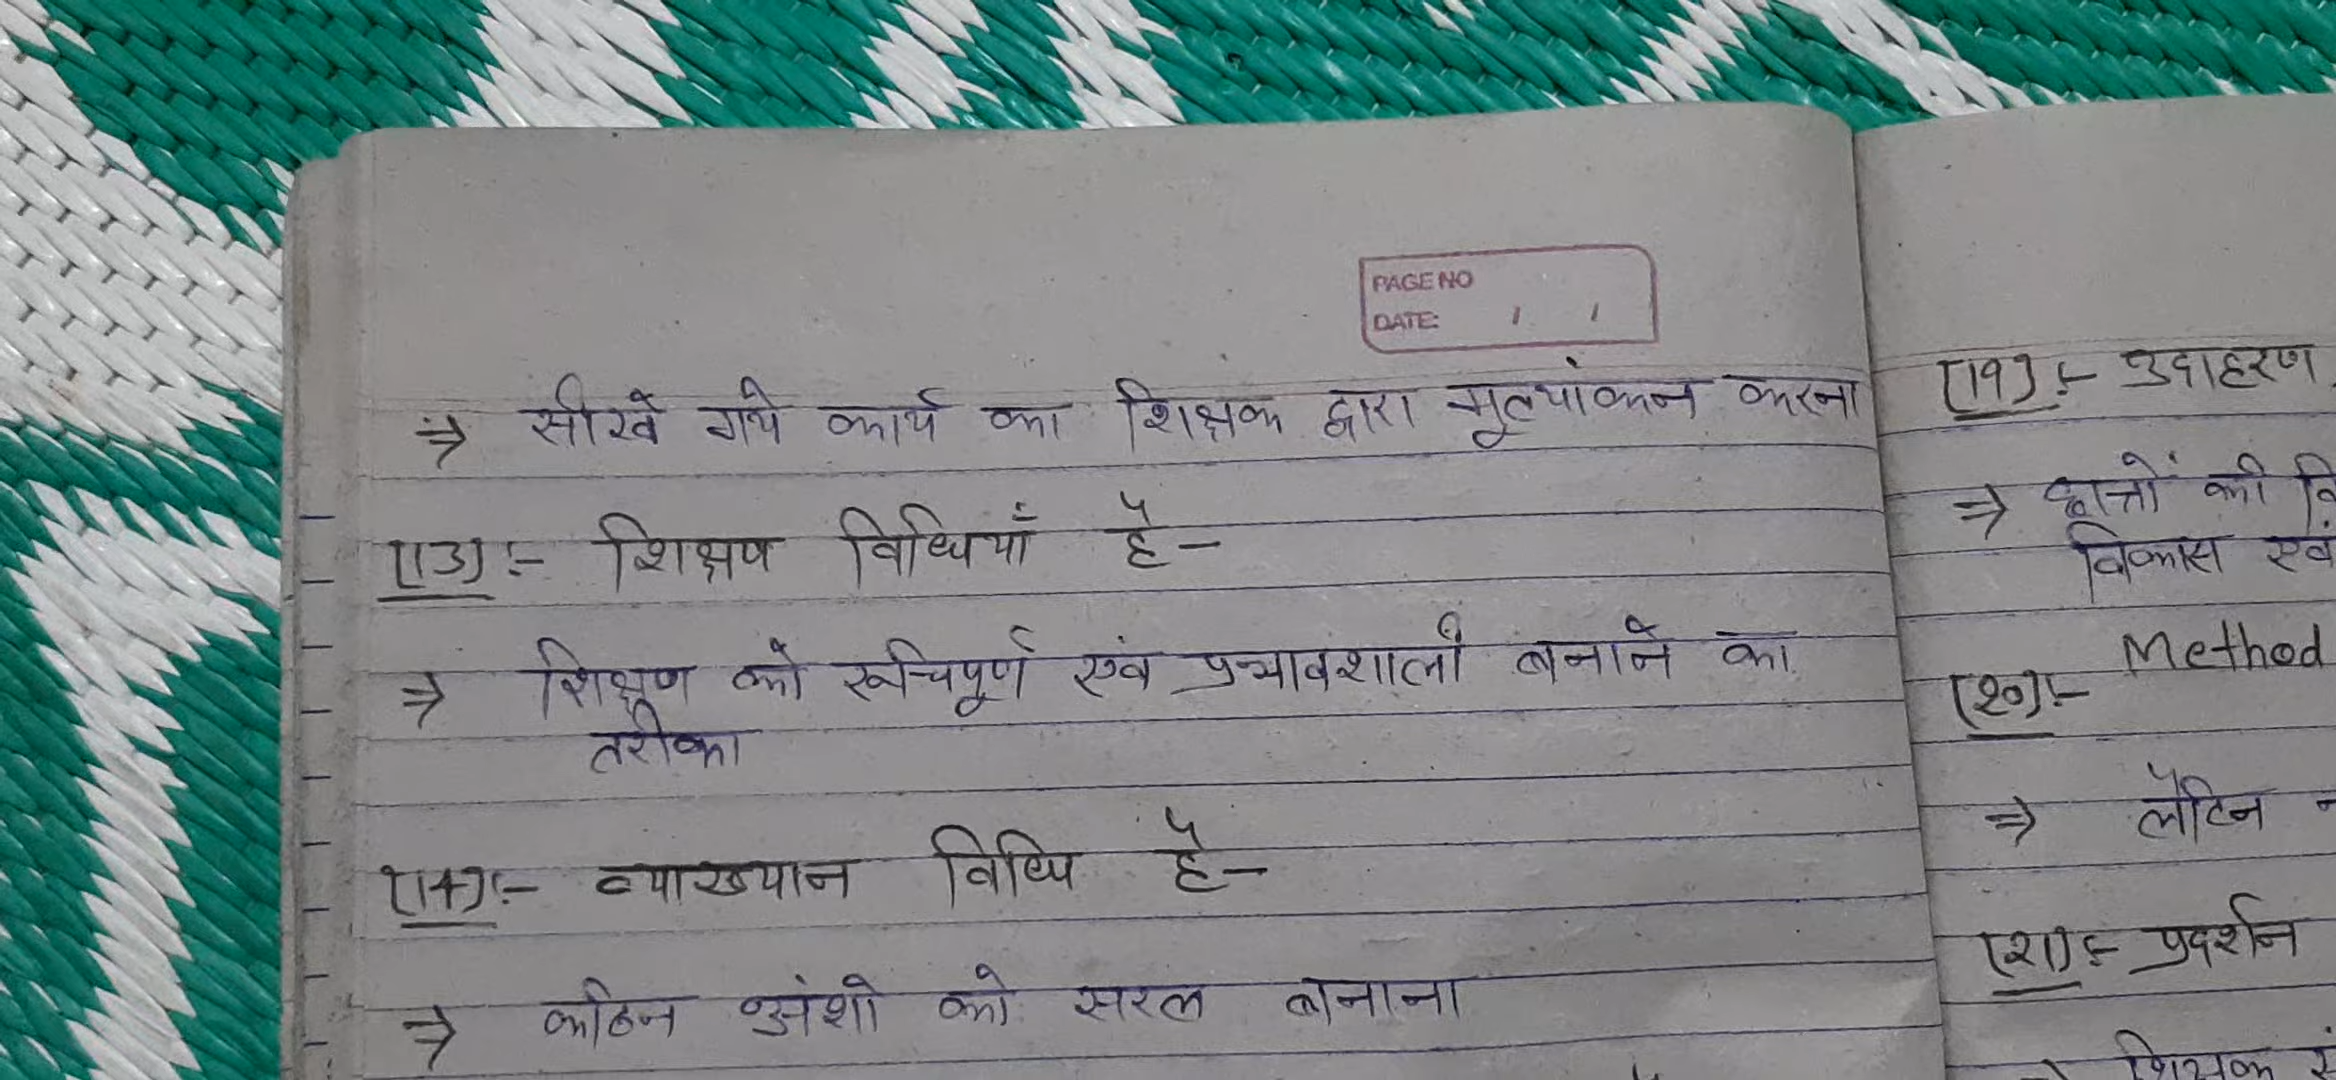 PAGE NO
DATE: / /
⇒ सीखें गये कार्य का शिक्षक द्वारा मूल्यांकन करना
[13]:- शिक्षण विधियाँ है-
⇒ शिक्षण को रूचिपूर्ण एंव प्रभावशाली बनाने का
तरीका
[14]:- व्याख्यान विधि है-
⇒ कठिन अंशो को सरल बनाना
[19]:- उदाहरण
⇒ छात्रों की
विकास एवं
[20]:- Method
⇒ लैटिन
[21]:- प्रदर्शन
शिक्षक